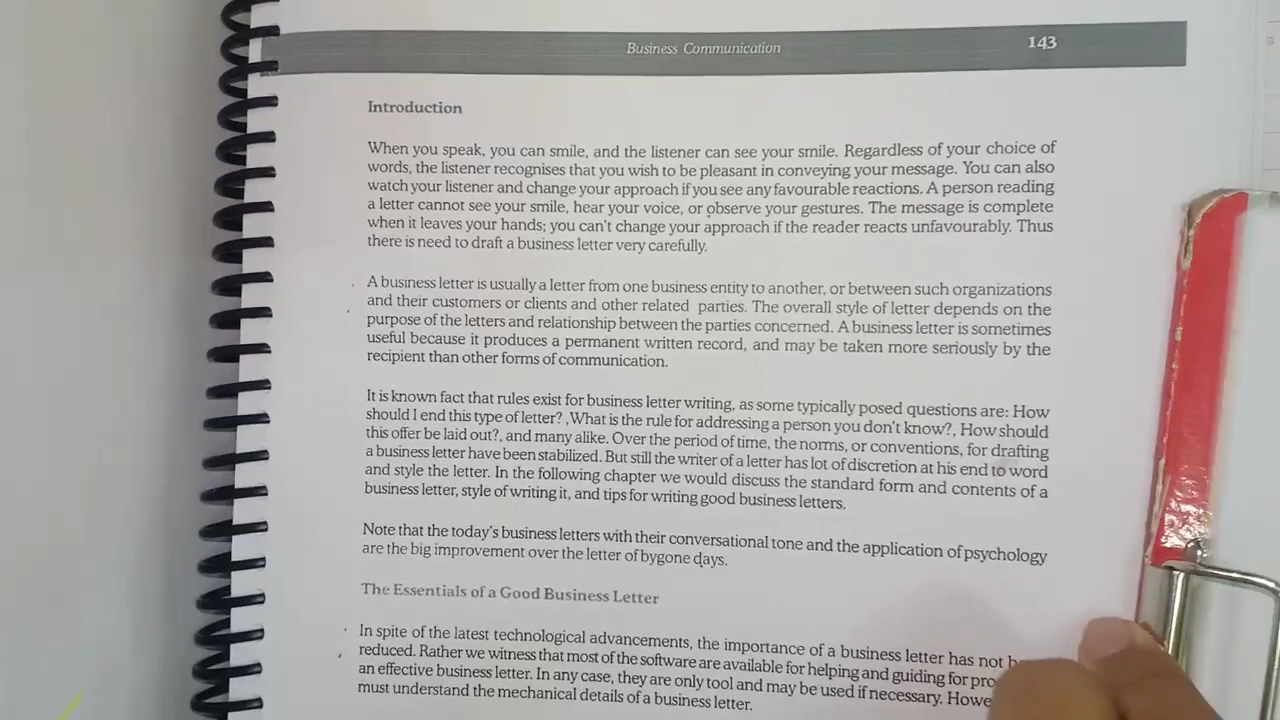 Business Communication 143
Introduction
When you speak, you can smile, and the listener can see your smile. Regardless of your choice of
words, the listener recognises that you wish to be pleasant in conveying your message. You can also
watch your listener and change your approach if you see any favourable reactions. A person reading
a letter cannot see your smile, hear your voice, or observe your gestures. The message is complete
when it leaves your hands; you can't change your approach if the reader reacts unfavourably. Thus
there is need to draft a business letter very carefully.
A business letter is usually a letter from one business entity to another, or between such organizations
and their customers or clients and other related parties. The overall style of letter depends on the
purpose of the letters and relationship between the parties concerned. A business letter is sometimes
useful because it produces a permanent written record, and may be taken more seriously by the
recipient than other forms of communication.
It is known fact that rules exist for business letter writing, as some typically posed questions are: How
should I end this type of letter? ,What is the rule for addressing a person you don't know?, How should
this offer be laid out?, and many alike. Over the period of time, the norms, or conventions, for drafting
a business letter have been stabilized. But still the writer of a letter has lot of discretion at his end to word
and style the letter. In the following chapter we would discuss the standard form and contents of a
business letter, style of writing it, and tips for writing good business letters.
Note that the today's business letters with their conversational tone and the application of psychology
are the big improvement over the letter of bygone days.
The Essentials of a Good Business Letter
In spite of the latest technological advancements, the importance of a business letter has not
reduced. Rather we witness that most of the software are available for helping and guiding for
an effective business letter. In any case, they are only tool and may be used if necessary.
must understand the mechanical details of a business letter.